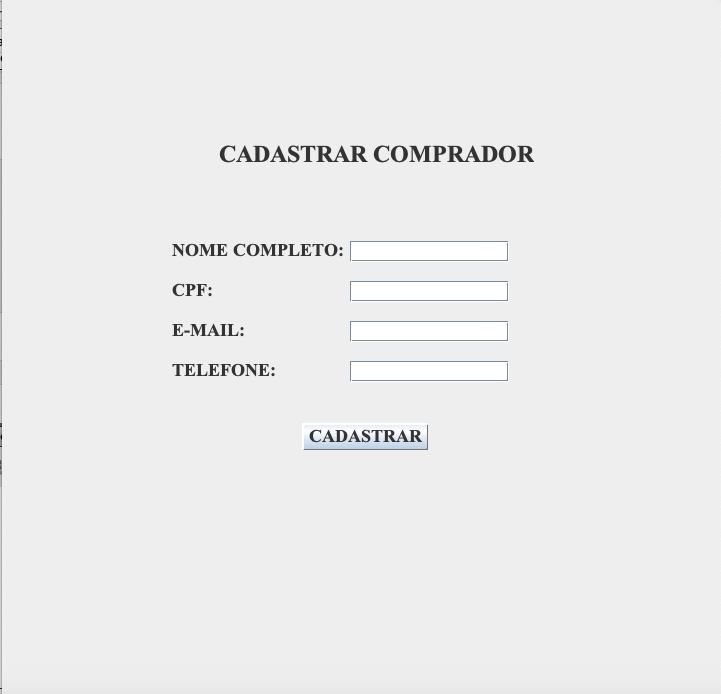 CADASTRAR COMPRADOR
NOME COMPLETO:
CPF:
E-MAIL:
TELEFONE:
CADASTRAR